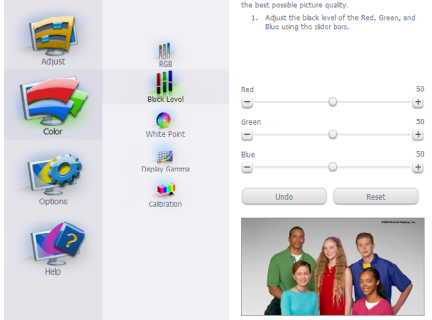 the best possible picture quality.
1. Adjust the black level of the Red, Green, and
Blue using the slider bars.
Adjust
Color
Options
Help
RGB
Black Level
White Point
Display Gamma
Calibration
Red 50
Green 50
Blue 50
Undo Reset